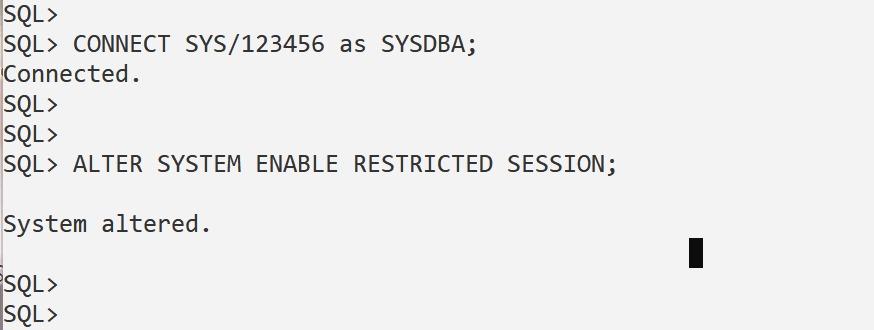 SQL>
SQL> CONNECT SYS/123456 as SYSDBA;
Connected.
SQL>
SQL>
SQL> ALTER SYSTEM ENABLE RESTRICTED SESSION;
System altered.
SQL>
SQL>